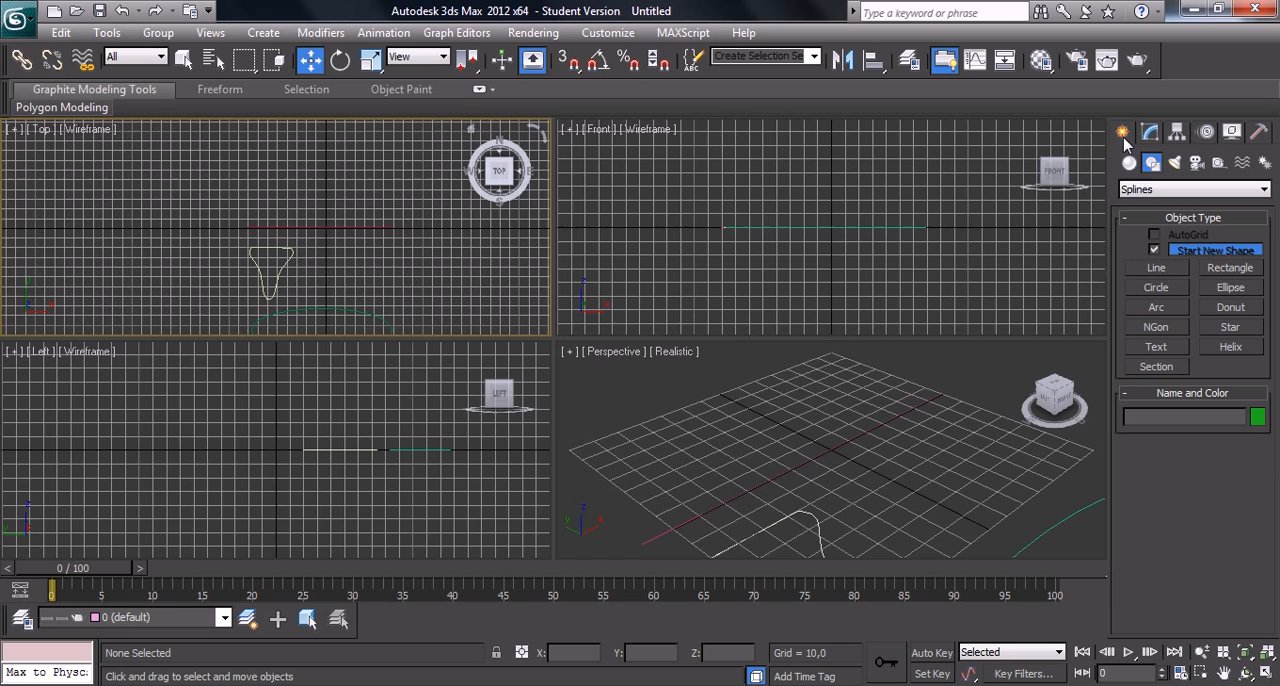 Autodesk 3ds Max 2012 x64 - Student Version Untitled
Type a keyword or phrase
Edit Tools Group Views Create Modifiers Animation Graph Editors Rendering Customize MAXScript Help
All View Create Selection Se
Graphite Modeling Tools Freeform Selection Object Paint
Polygon Modeling
[ + ] [ Top ] [ Wireframe ]
[ + ] [ Front ] [ Wireframe ]
TOP
FRONT
Splines
- Object Type
AutoGrid
Start New Shape
Line Rectangle
Circle Ellipse
Arc Donut
NGon Star
Text Helix
Section
- Name and Color
[ + ] [ Left ] [ Wireframe ]
[ + ] [ Perspective ] [ Realistic ]
LEFT
< 0 / 100 >
0 5 10 15 20 25 30 35 40 45 50 55 60 65 70 75 80 85 90 95 100
0 (default)
None Selected X: Y: Z: Grid = 10,0 Auto Key Selected
Max to Physc Click and drag to select and move objects Add Time Tag Set Key Key Filters... 0